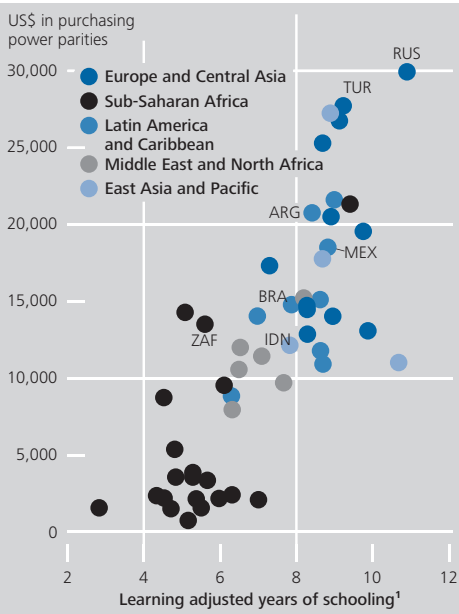 US$ in purchasing
power parities
RUS
30,000
TUR
Europe and Central Asia
Sub-Saharan Africa
Latin America
and Caribbean
Middle East and North Africa
East Asia and Pacific
25,000
ARG
20,000
MEX
15,000
BRA
ZAF
IDN
10,000
5,000
0
2 4 6 8 10 12
Learning adjusted years of schooling¹